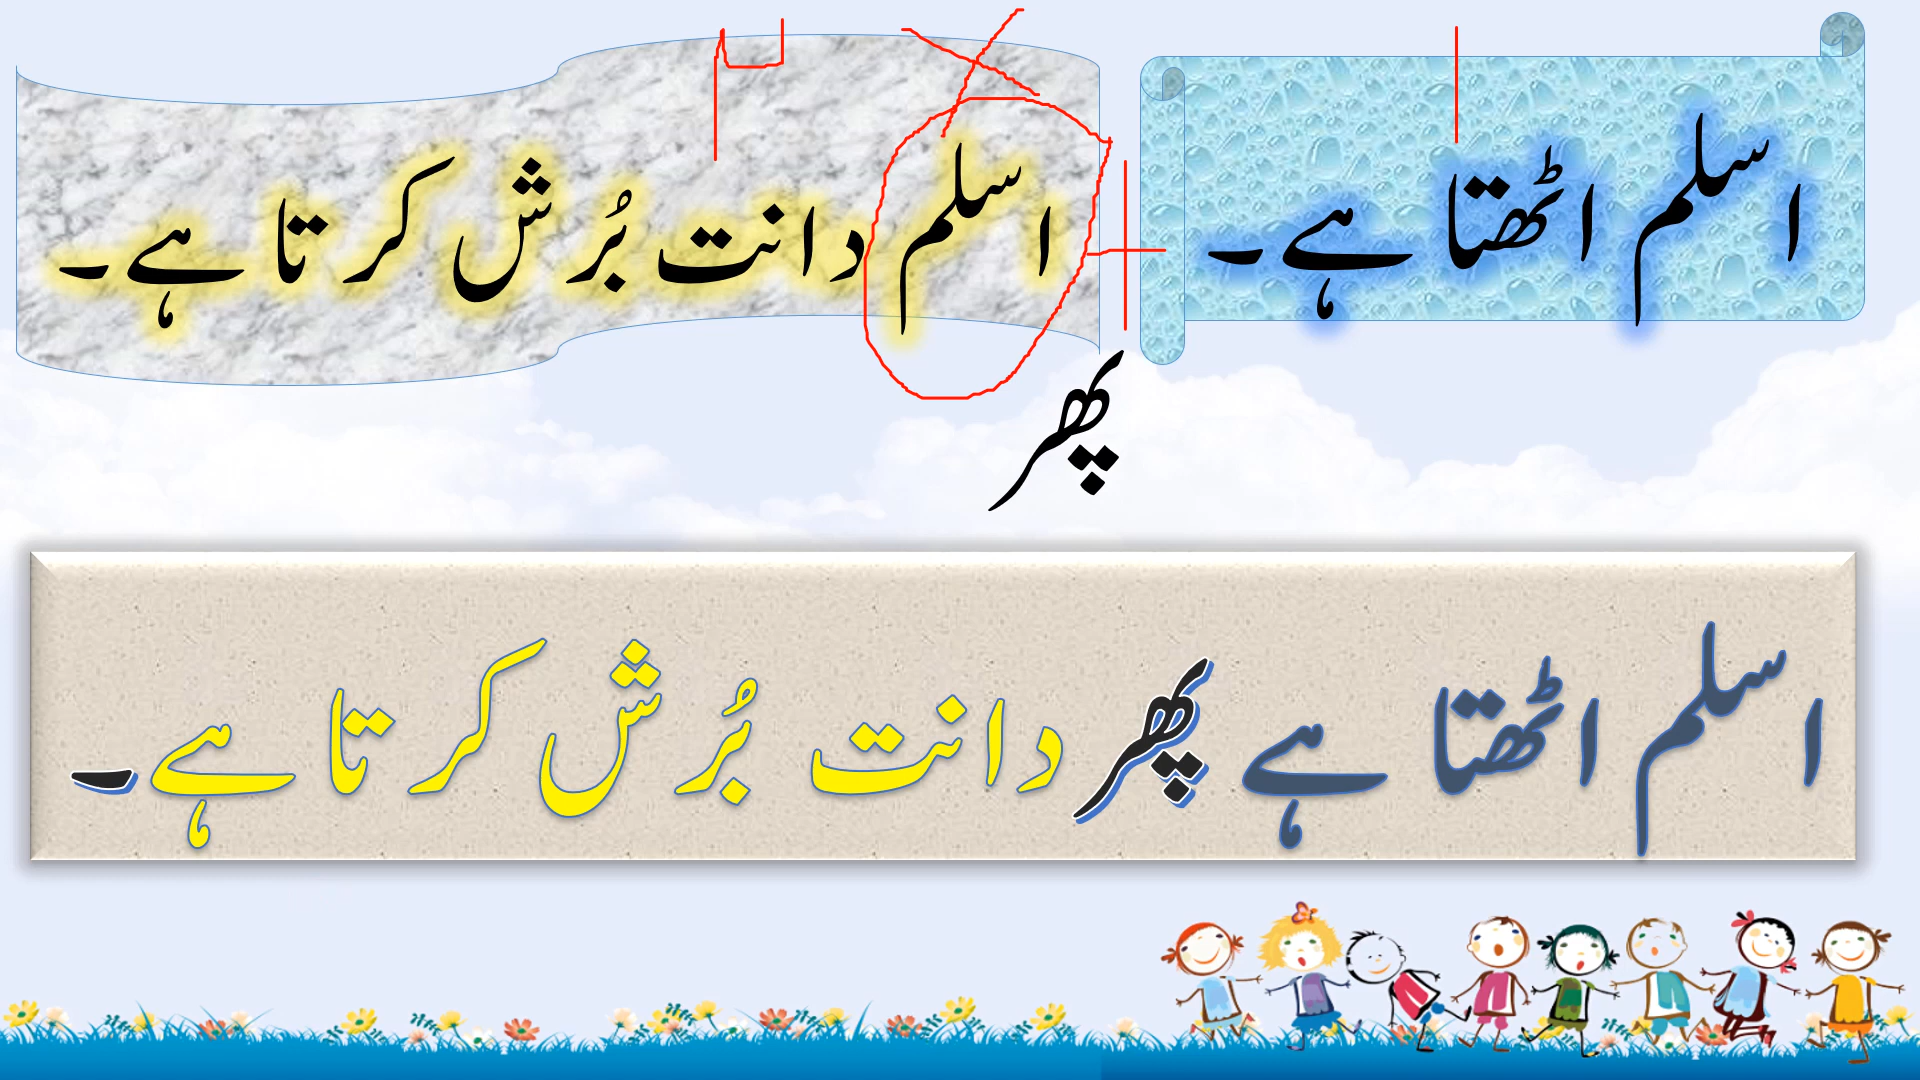 اسلم اٹھتا ہے۔
اسلم دانت بُرش کرتا ہے۔
پھر
اسلم اٹھتا ہے پھر دانت بُرش کرتا ہے۔